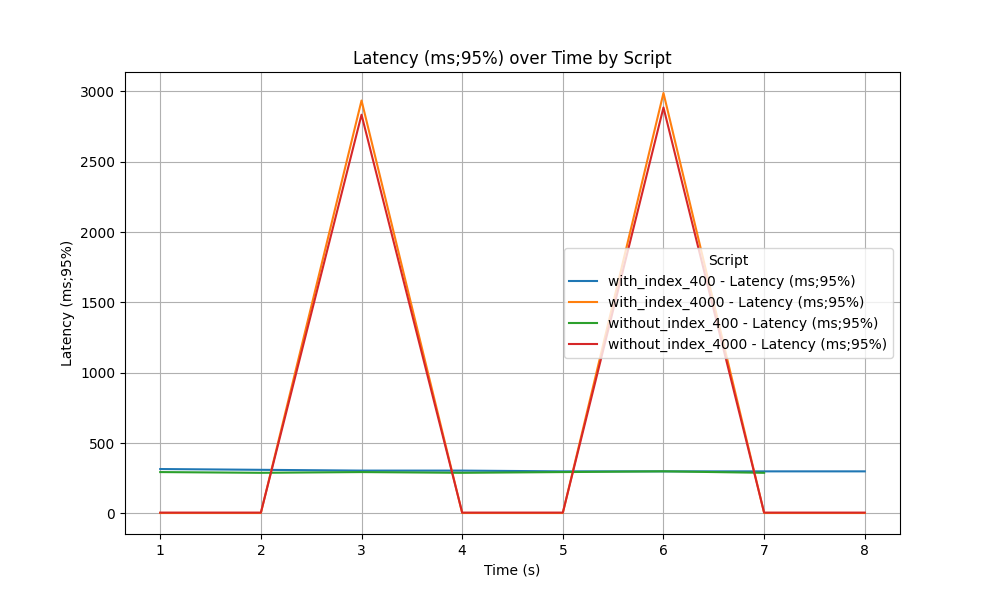 Latency (ms;95%) over Time by Script
Latency (ms;95%)
3000
2500
2000
1500
1000
500
0
Script
with_index_400 - Latency (ms;95%)
with_index_4000 - Latency (ms;95%)
without_index_400 - Latency (ms;95%)
without_index_4000 - Latency (ms;95%)
1 2 3 4 5 6 7 8
Time (s)